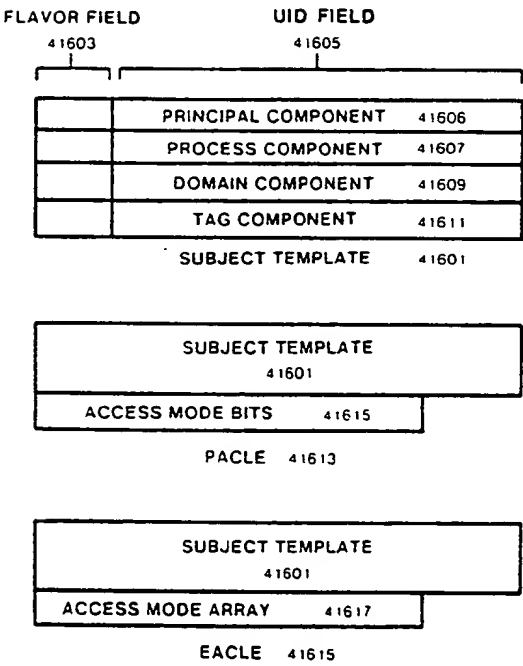 FLAVOR FIELD UID FIELD
41603 41605
PRINCIPAL COMPONENT 41606
PROCESS COMPONENT 41607
DOMAIN COMPONENT 41609
TAG COMPONENT 41611
SUBJECT TEMPLATE 41601
SUBJECT TEMPLATE
41601
ACCESS MODE BITS 41615
PACLE 41613
SUBJECT TEMPLATE
41601
ACCESS MODE ARRAY 41617
EACLE 41615